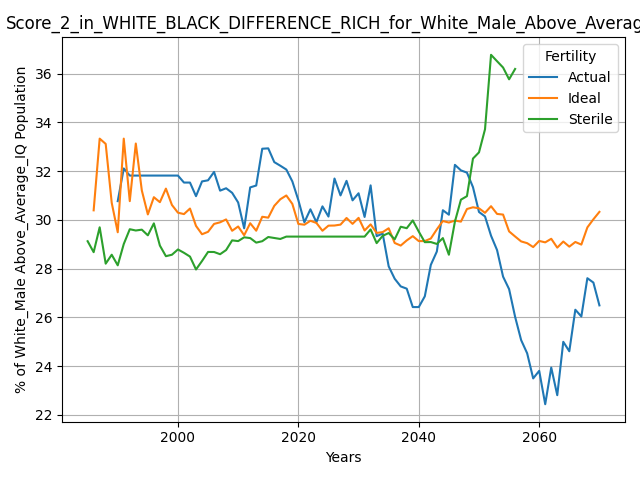 Score_2_in_WHITE_BLACK_DIFFERENCE_RICH_for_White_Male_Above_Averag
% of White_Male Above_Average_IQ Population
36
34
32
30
28
26
24
22
Fertility
Actual
Ideal
Sterile
2000
2020
2040
2060
Years